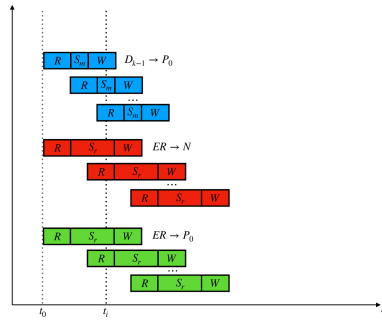 R S_m W D_{k−1} → P_0
R S_m W
...
R S_m W
R S_r W ER → N
R S_r W
...
R S_r W
R S_r W ER → P_0
R S_r W
...
R S_r W
t_0 t_i